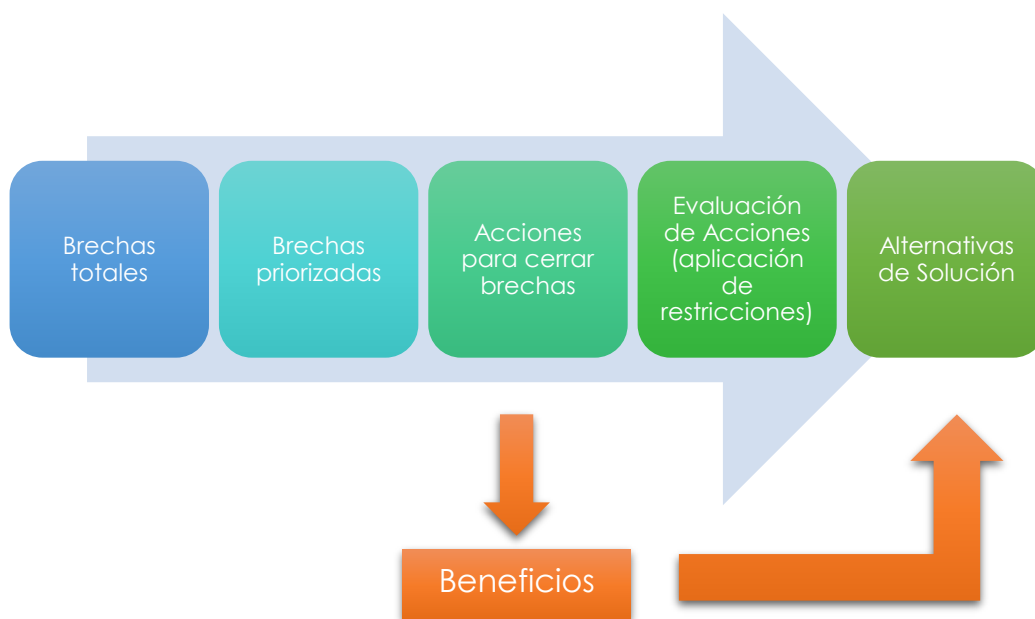 Brechas
totales
Brechas
priorizadas
Acciones
para cerrar
brechas
Evaluación
de Acciones
(aplicación
de
restricciones)
Alternativas
de Solución
Beneficios